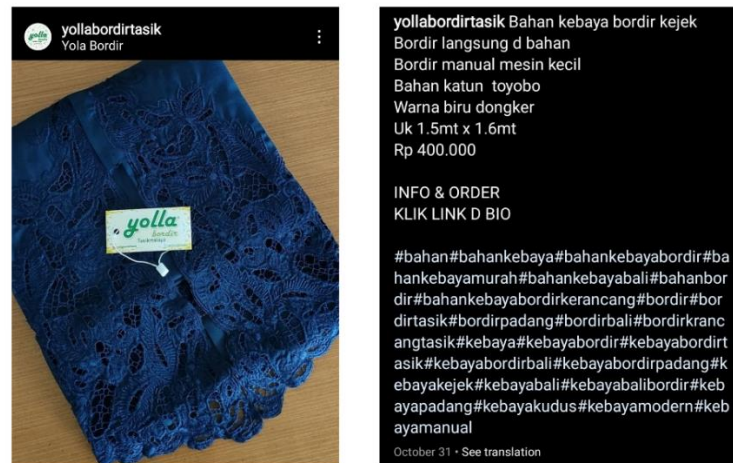 yollabordirtasik
Yola Bordir
yolla
bordir
Tasikmalaya
yollabordirtasik Bahan kebaya bordir kejek
Bordir langsung d bahan
Bordir manual mesin kecil
Bahan katun  toyobo
Warna biru dongker
Uk 1.5mt x 1.6mt
Rp 400.000
INFO & ORDER
KLIK LINK D BIO
#bahan#bahankebaya#bahankebayabordir#ba
hankebayamurah#bahankebayabali#bahanbor
dir#bahankebayabordirkerancang#bordir#bor
dirtasik#bordirpadang#bordirbali#bordirkranc
angtasik#kebaya#kebayabordir#kebayabordirt
asik#kebayabordirbali#kebayabordirpadang#k
ebayakejek#kebayabali#kebayabalibordir#keb
ayapadang#kebayakudus#kebayamodern#keb
ayamanual
October 31 • See translation